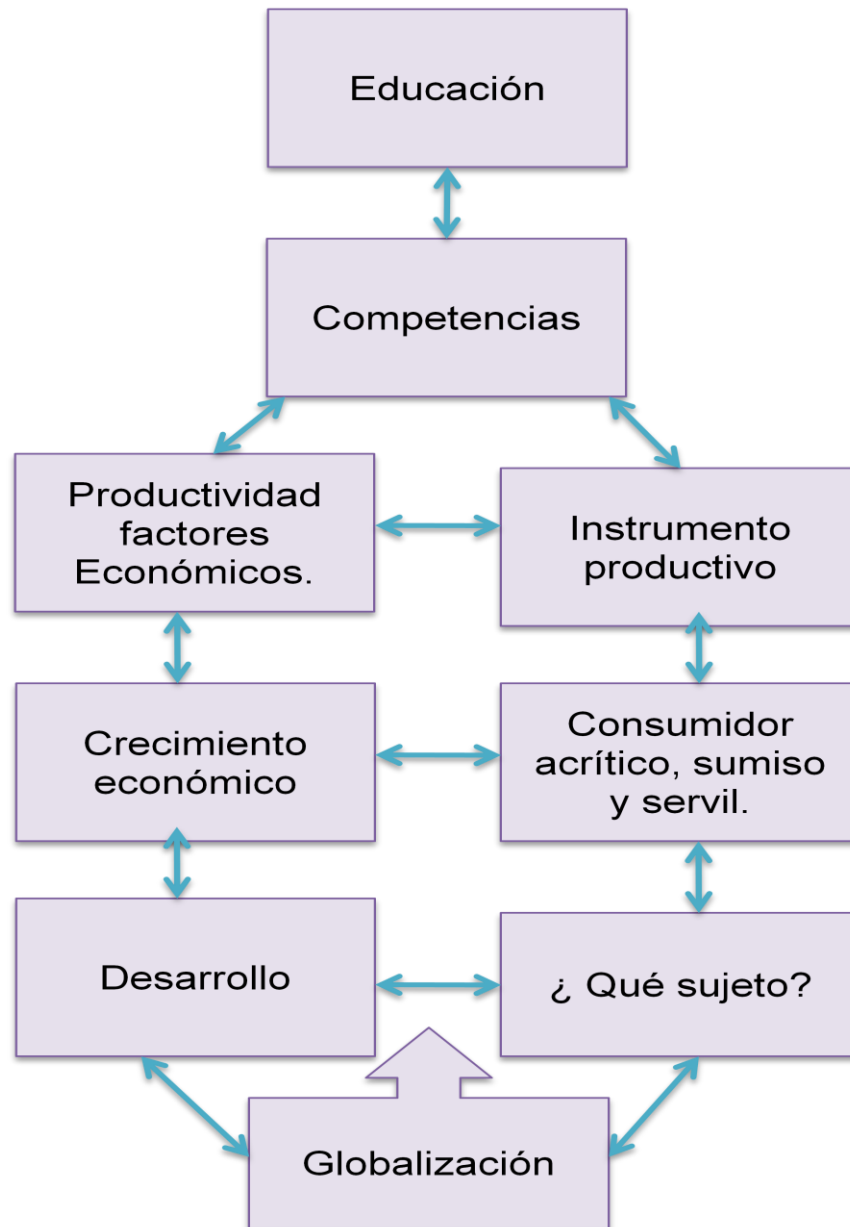 Educación
Competencias
Productividad
factores
Económicos.
Instrumento
productivo
Crecimiento
económico
Consumidor
acrítico, sumiso
y servil.
Desarrollo
¿ Qué sujeto?
Globalización